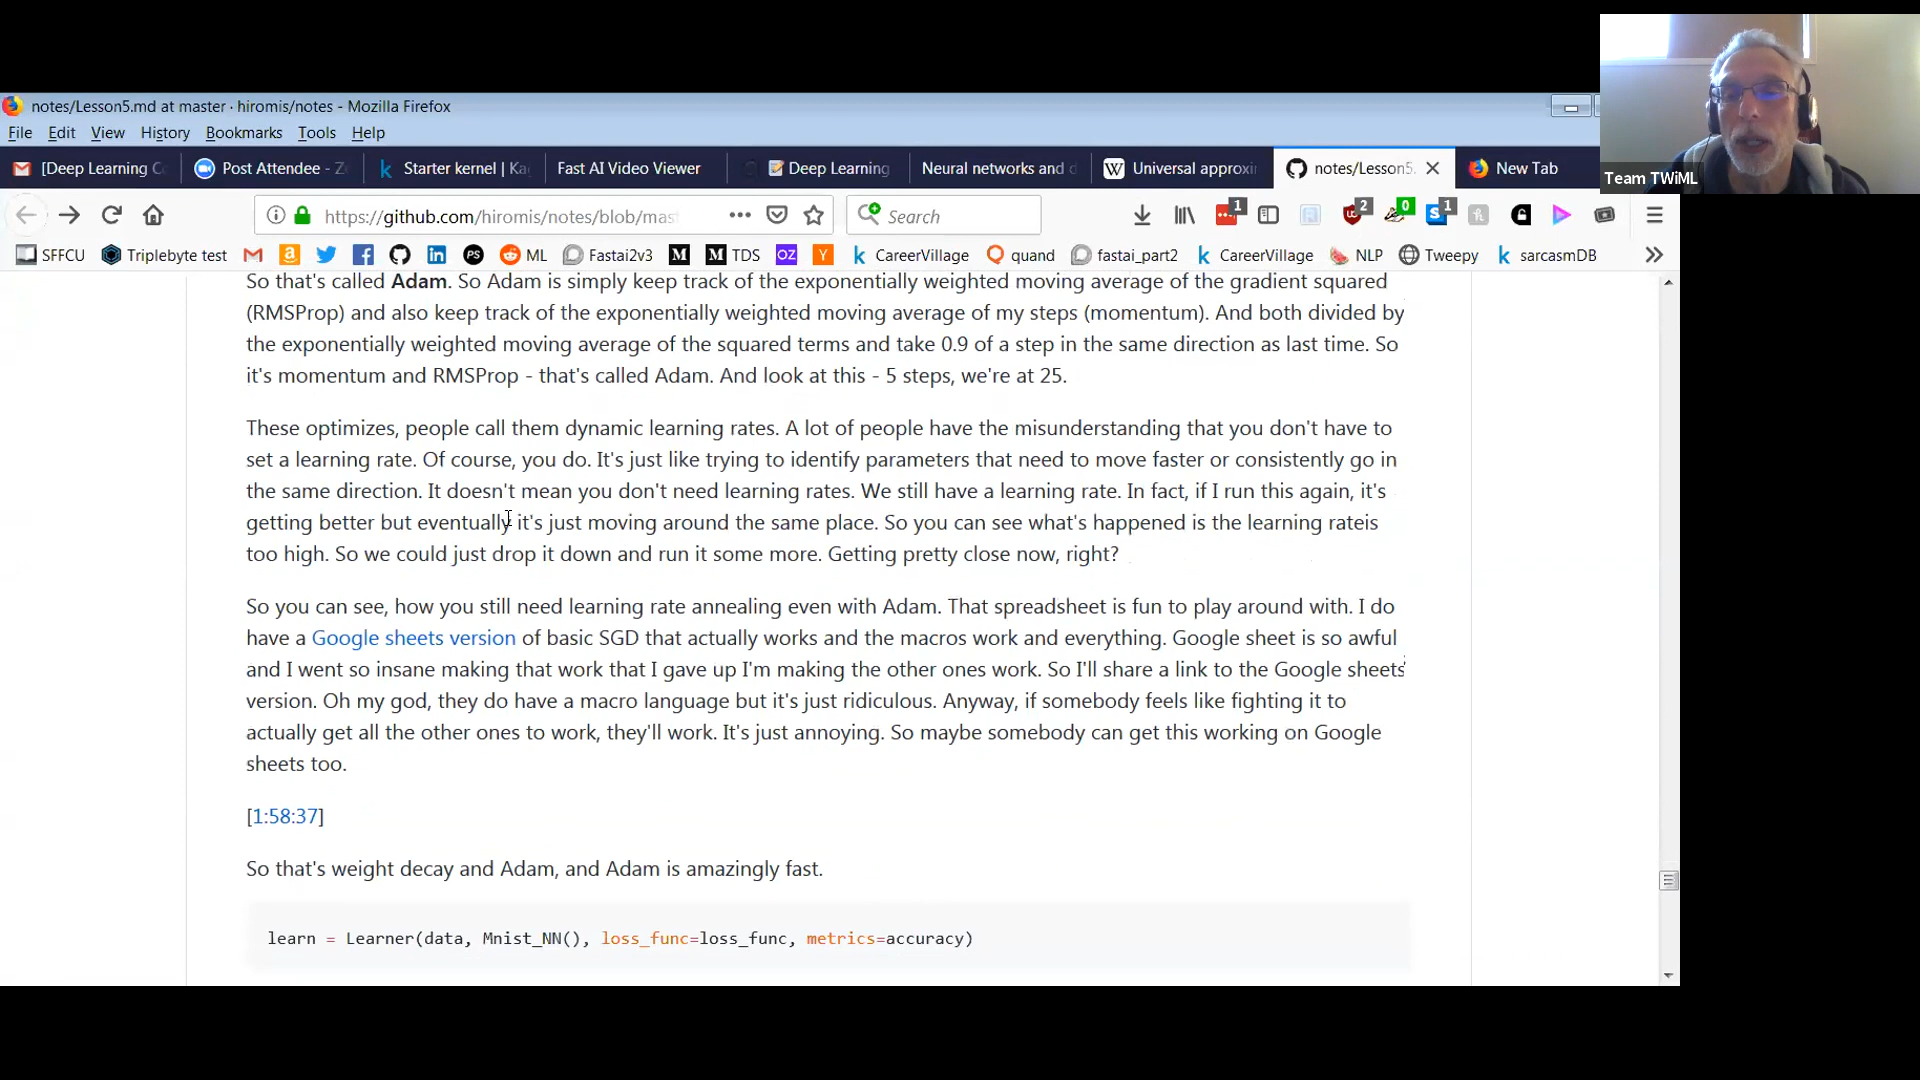 notes/Lesson5.md at master · hiromis/notes - Mozilla Firefox
File Edit View History Bookmarks Tools Help
[Deep Learning Co Post Attendee - Zo Starter kernel | Kag Fast AI Video Viewer Deep Learning Neural networks and d Universal approxim notes/Lesson5. New Tab
Team TWiML
https://github.com/hiromis/notes/blob/mast Search 1 2 0 1
SFFCU Triplebyte test ML Fastai2v3 TDS OZ CareerVillage quand fastai_part2 CareerVillage NLP Tweepy sarcasmDB
So that's called Adam. So Adam is simply keep track of the exponentially weighted moving average of the gradient squared
(RMSProp) and also keep track of the exponentially weighted moving average of my steps (momentum). And both divided by
the exponentially weighted moving average of the squared terms and take 0.9 of a step in the same direction as last time. So
it's momentum and RMSProp - that's called Adam. And look at this - 5 steps, we're at 25.
These optimizes, people call them dynamic learning rates. A lot of people have the misunderstanding that you don't have to
set a learning rate. Of course, you do. It's just like trying to identify parameters that need to move faster or consistently go in
the same direction. It doesn't mean you don't need learning rates. We still have a learning rate. In fact, if I run this again, it's
getting better but eventually it's just moving around the same place. So you can see what's happened is the learning rateis
too high. So we could just drop it down and run it some more. Getting pretty close now, right?
So you can see, how you still need learning rate annealing even with Adam. That spreadsheet is fun to play around with. I do
have a Google sheets version of basic SGD that actually works and the macros work and everything. Google sheet is so awful
and I went so insane making that work that I gave up I'm making the other ones work. So I'll share a link to the Google sheets
version. Oh my god, they do have a macro language but it's just ridiculous. Anyway, if somebody feels like fighting it to
actually get all the other ones to work, they'll work. It's just annoying. So maybe somebody can get this working on Google
sheets too.
[1:58:37]
So that's weight decay and Adam, and Adam is amazingly fast.
learn = Learner(data, Mnist_NN(), loss_func=loss_func, metrics=accuracy)